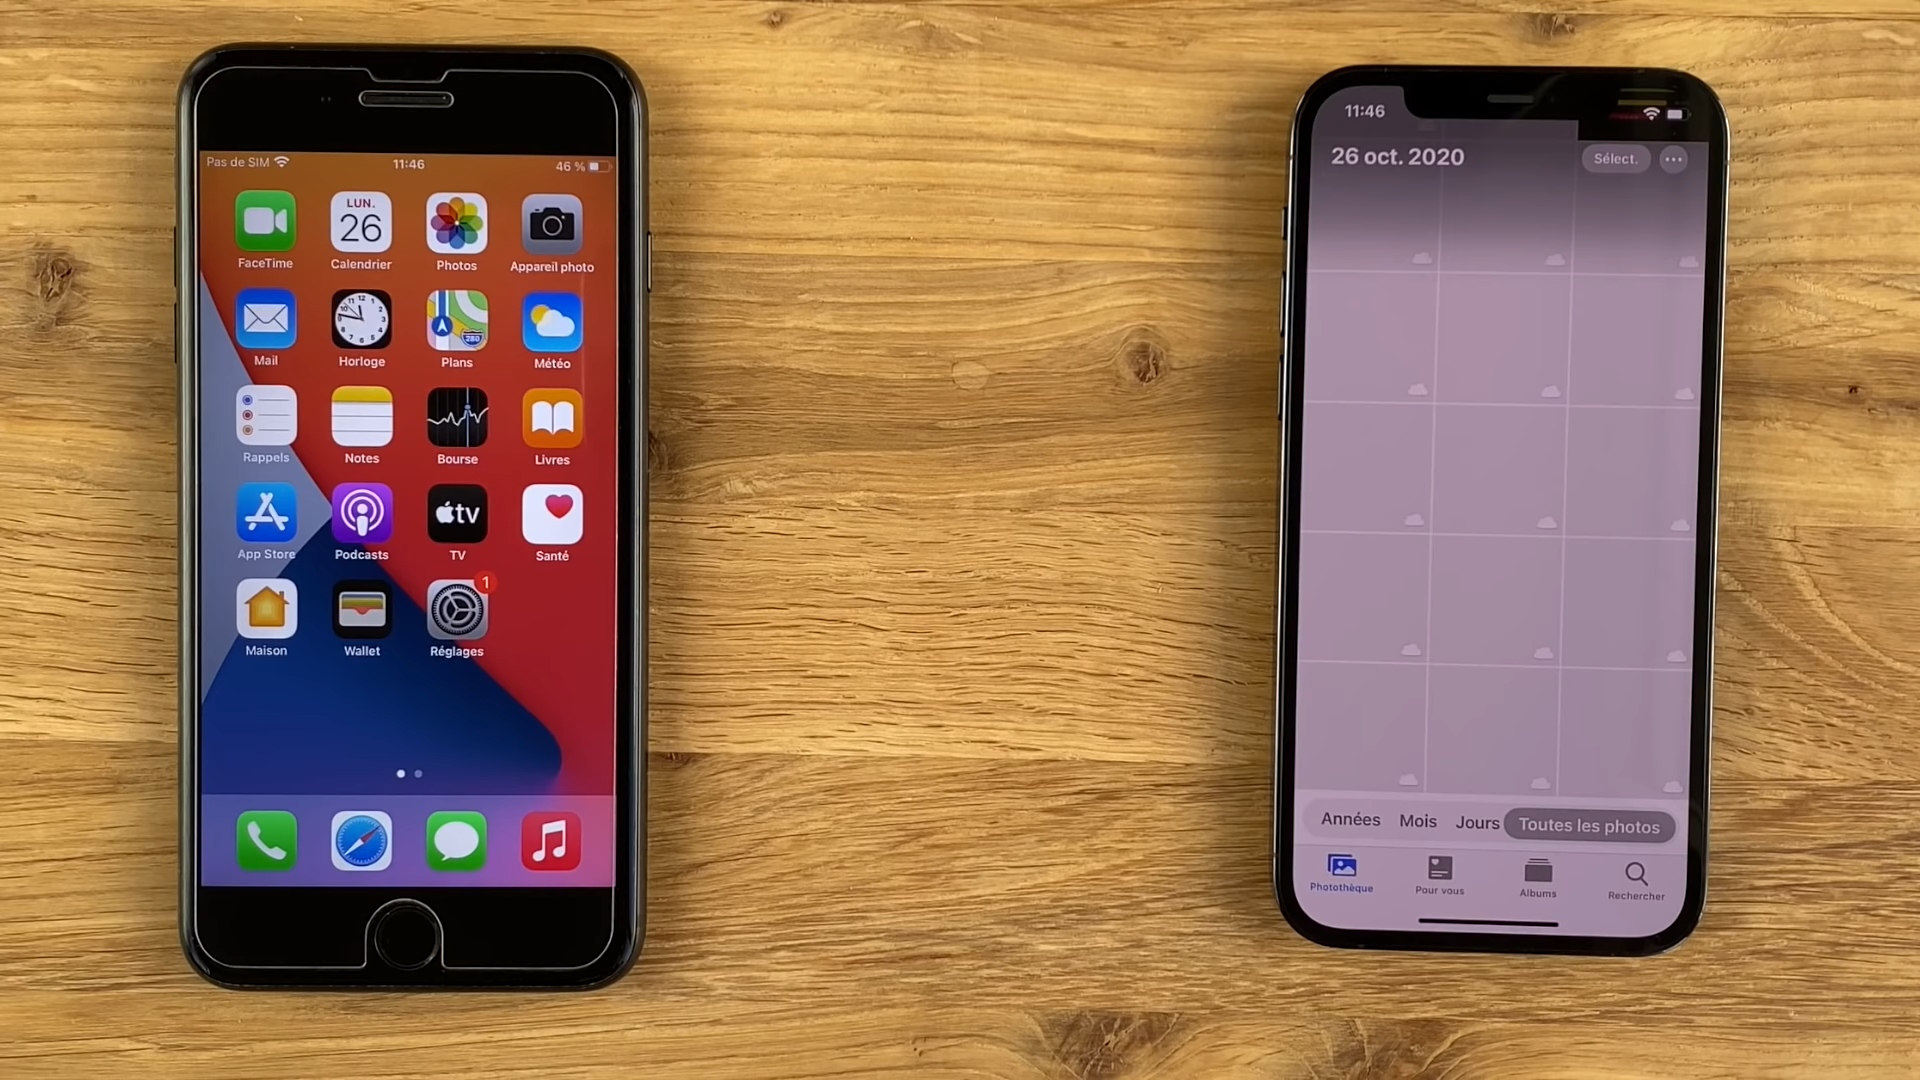 Pas de SIM 11:46 46 %
LUN.
26
FaceTime Calendrier Photos Appareil photo
280
Mail Horloge Plans Météo
Rappels Notes Bourse Livres
tv
App Store Podcasts TV Santé
1
Maison Wallet Réglages
11:46
26 oct. 2020 Sélect.
Années Mois Jours Toutes les photos
Photothèque Pour vous Albums Rechercher